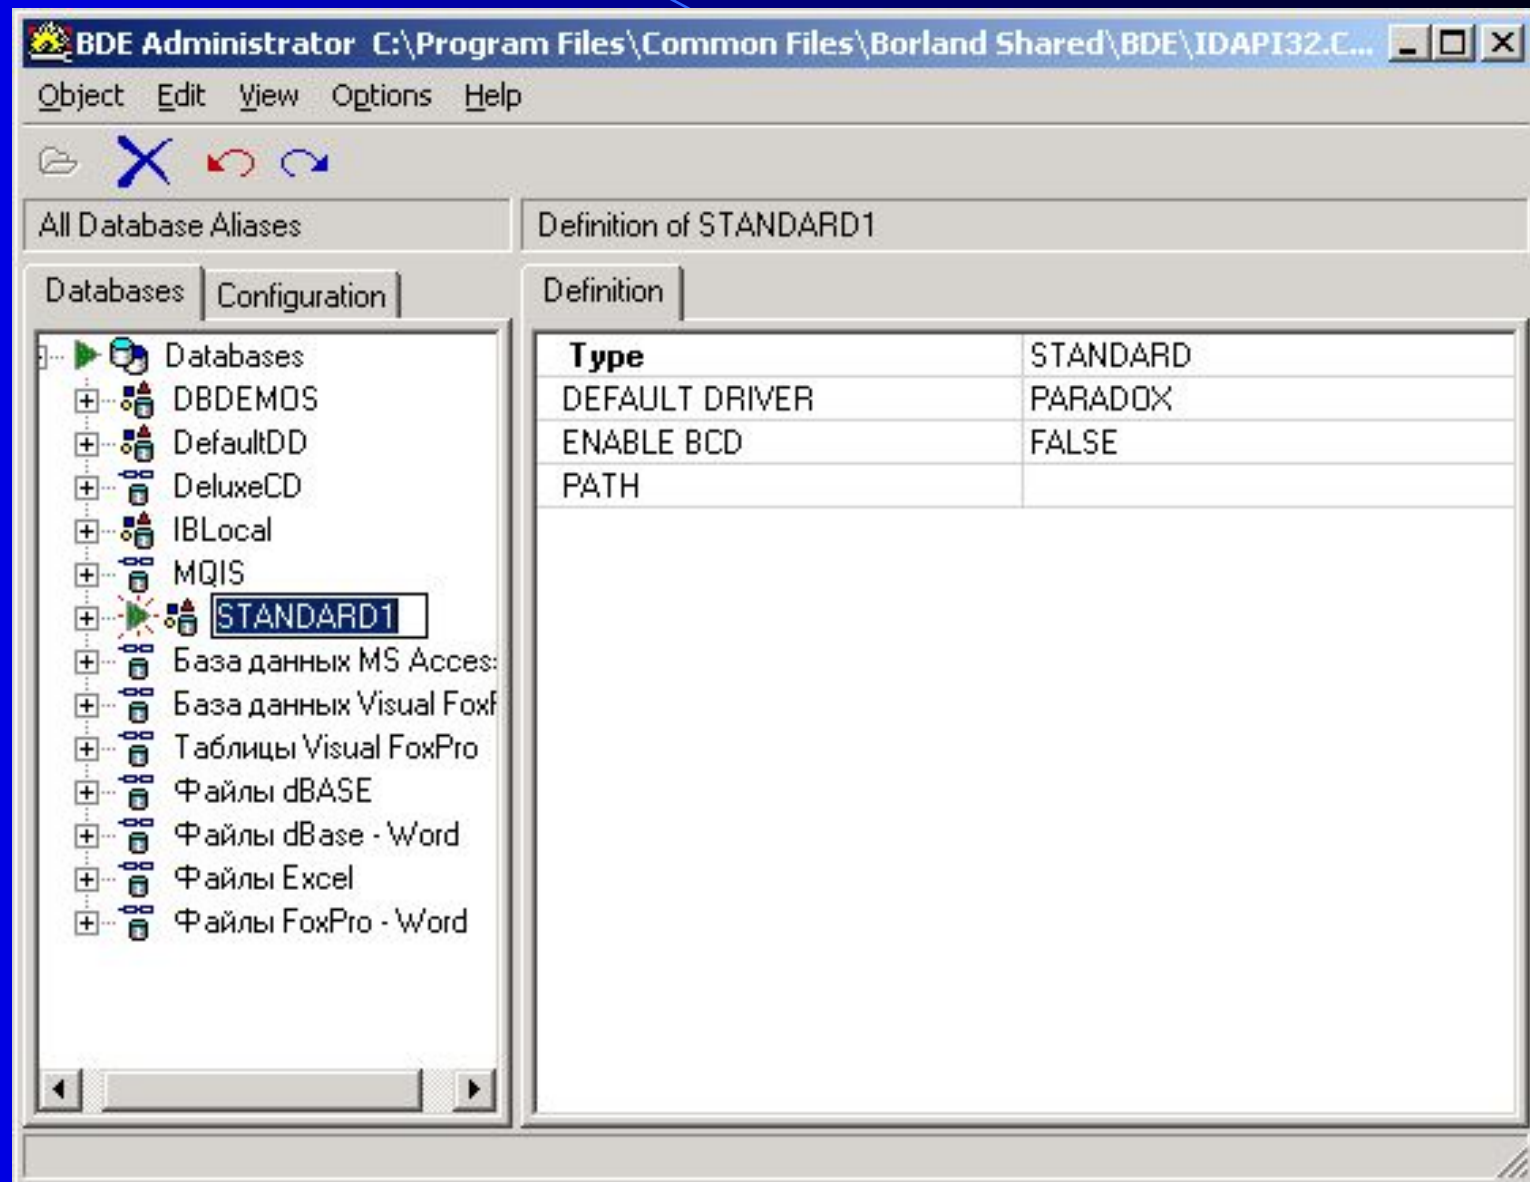 BDE Administrator C:\Program Files\Common Files\Borland Shared\BDE\IDAPI32.C...
Object Edit View Options Help
All Database Aliases
Definition of STANDARD1
Databases Configuration
Definition
Databases
DBDEMOS
DefaultDD
DeluxeCD
IBLocal
MQIS
STANDARD1
База данных MS Acces
База данных Visual Fox
Таблицы Visual FoxPro
Файлы dBASE
Файлы dBase - Word
Файлы Excel
Файлы FoxPro - Word
Type STANDARD
DEFAULT DRIVER PARADOX
ENABLE BCD FALSE
PATH